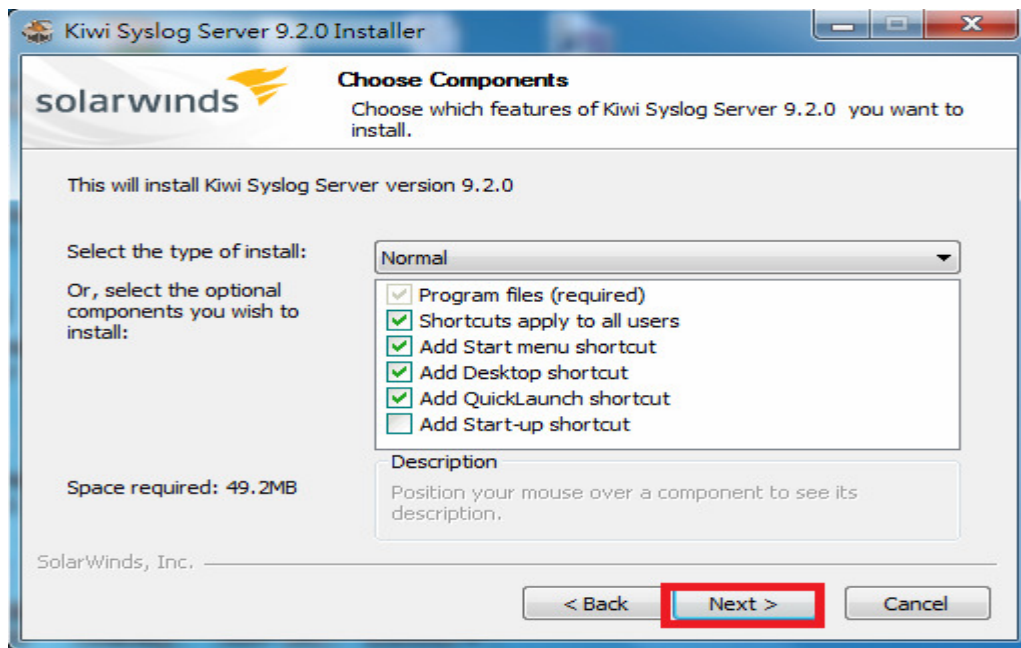 Kiwi Syslog Server 9.2.0 Installer
solarwinds
Choose Components
Choose which features of Kiwi Syslog Server 9.2.0 you want to
install.
This will install Kiwi Syslog Server version 9.2.0
Select the type of install:
Normal
Or, select the optional
components you wish to
install:
Program files (required)
Shortcuts apply to all users
Add Start menu shortcut
Add Desktop shortcut
Add QuickLaunch shortcut
Add Start-up shortcut
Space required: 49.2MB
Description
Position your mouse over a component to see its
description.
SolarWinds, Inc.
< Back
Next >
Cancel